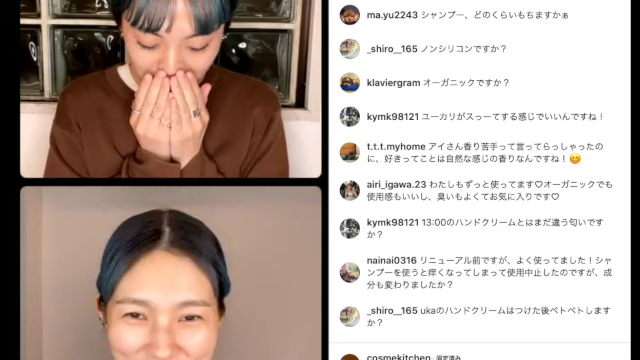 ma.yu2243 シャンプー、どのくらいもちますかぁ
_shiro__165 ノンシリコンですか？
klaviergram オーガニックですか？
kymk98121 ユーカリがスゥーてする感じでいいんですね！
t.t.t.myhome アイさん香り苦手って言ってらっしゃったの
に、好きってことは自然な感じの香りなんですね！😊
airi_igawa.23 わたしもずっと使ってます♡オーガニックでも
使用感もいいし、臭いもよくてお気に入りです♡
kymk98121 13:00のハンドクリームとはまだ違う匂いです
か？
nainai0316 リニューアル前ですが、よく使ってました！シャ
ンプーを使うと痒くなってしまって使用中止したのですが、成
分も変わりましたか？
_shiro__165 ukaのハンドクリームはつけた後ベトベトします
か？
cosmekitchen 固定済み